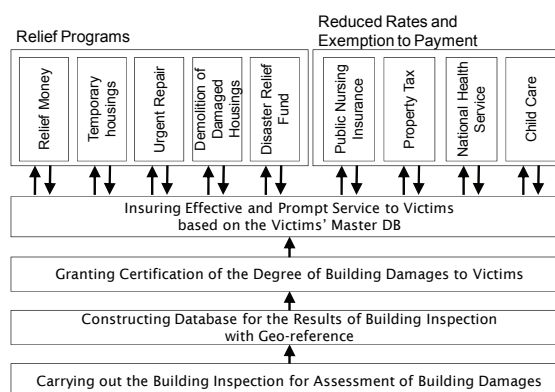 Relief Programs
Reduced Rates and
Exemption to Payment
Relief Money
Temporary
housings
Urgent Repair
Demolition of
Damaged
Housings
Disaster Relief
Fund
Public Nursing
Insurance
Property Tax
National Health
Service
Child Care
Insuring Effective and Prompt Service to Victims
based on the Victims' Master DB
Granting Certification of the Degree of Building Damages to Victims
Constructing Database for the Results of Building Inspection
with Geo-reference
Carrying out the Building Inspection for Assessment of Building Damages